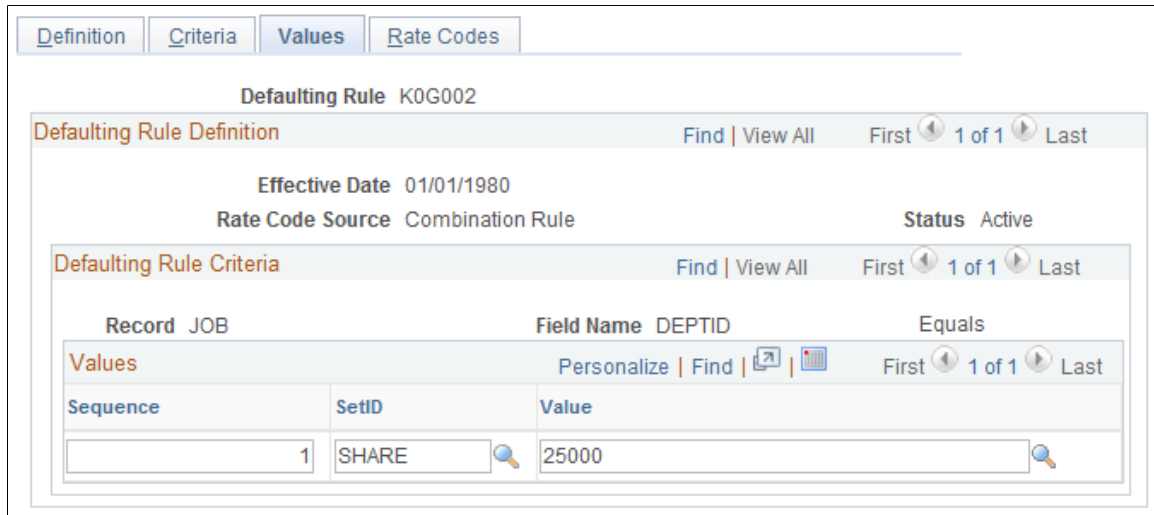 Definition Criteria Values Rate Codes
Defaulting Rule K0G002
Defaulting Rule Definition Find | View All First 1 of 1 Last
Effective Date 01/01/1980
Rate Code Source Combination Rule Status Active
Defaulting Rule Criteria Find | View All First 1 of 1 Last
Record JOB Field Name DEPTID Equals
Values Personalize | Find | | First 1 of 1 Last
Sequence SetID Value
1 SHARE 25000